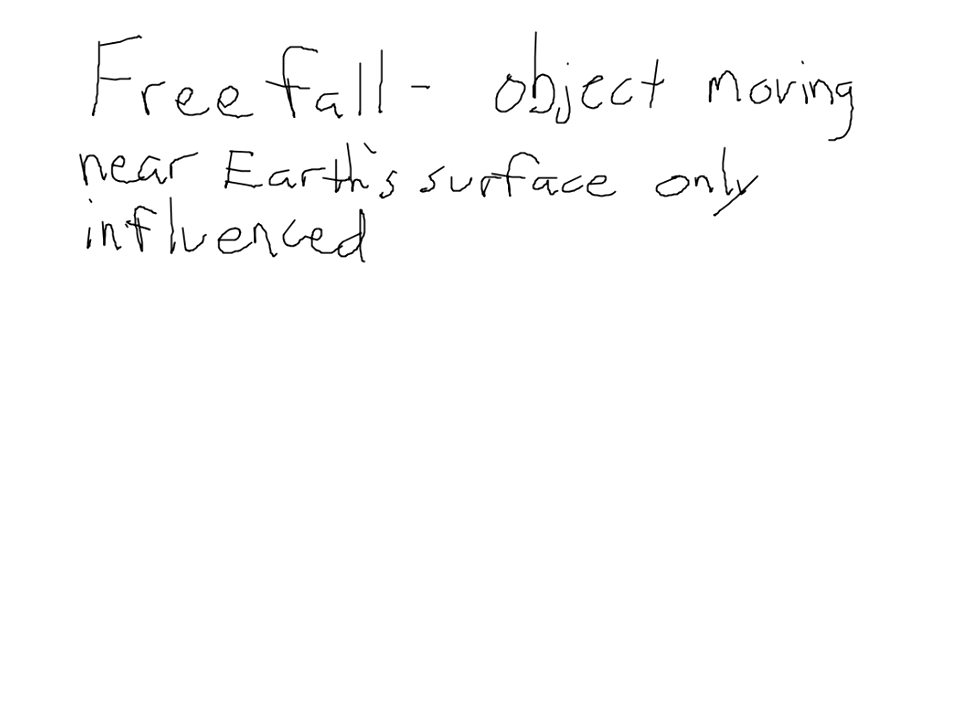 Free fall - object moving
near Earth's surface only
influenced